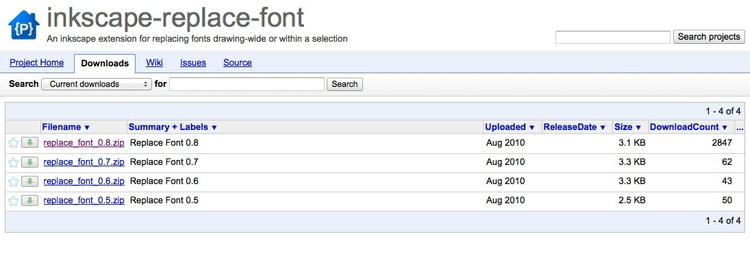 {P}
inkscape-replace-font
An inkscape extension for replacing fonts drawing-wide or within a selection
Search projects
Project Home Downloads Wiki Issues Source
Search Current downloads for Search
1 - 4 of 4
Filename ▼ Summary + Labels ▼ Uploaded ▼ ReleaseDate ▼ Size ▼ DownloadCount ▼ ...
replace_font_0.8.zip Replace Font 0.8 Aug 2010 3.1 KB 2847
replace_font_0.7.zip Replace Font 0.7 Aug 2010 3.3 KB 62
replace_font_0.6.zip Replace Font 0.6 Aug 2010 3.3 KB 43
replace_font_0.5.zip Replace Font 0.5 Aug 2010 2.5 KB 50
1 - 4 of 4